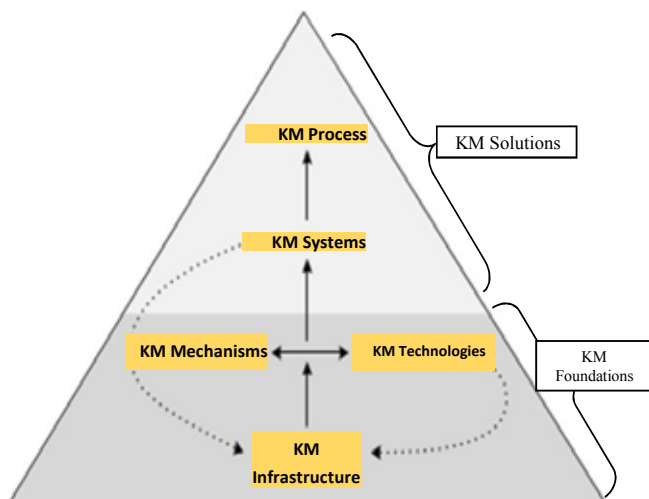 KM Process
KM Solutions
KM Systems
KM Mechanisms
KM Technologies
KM
Foundations
KM
Infrastructure